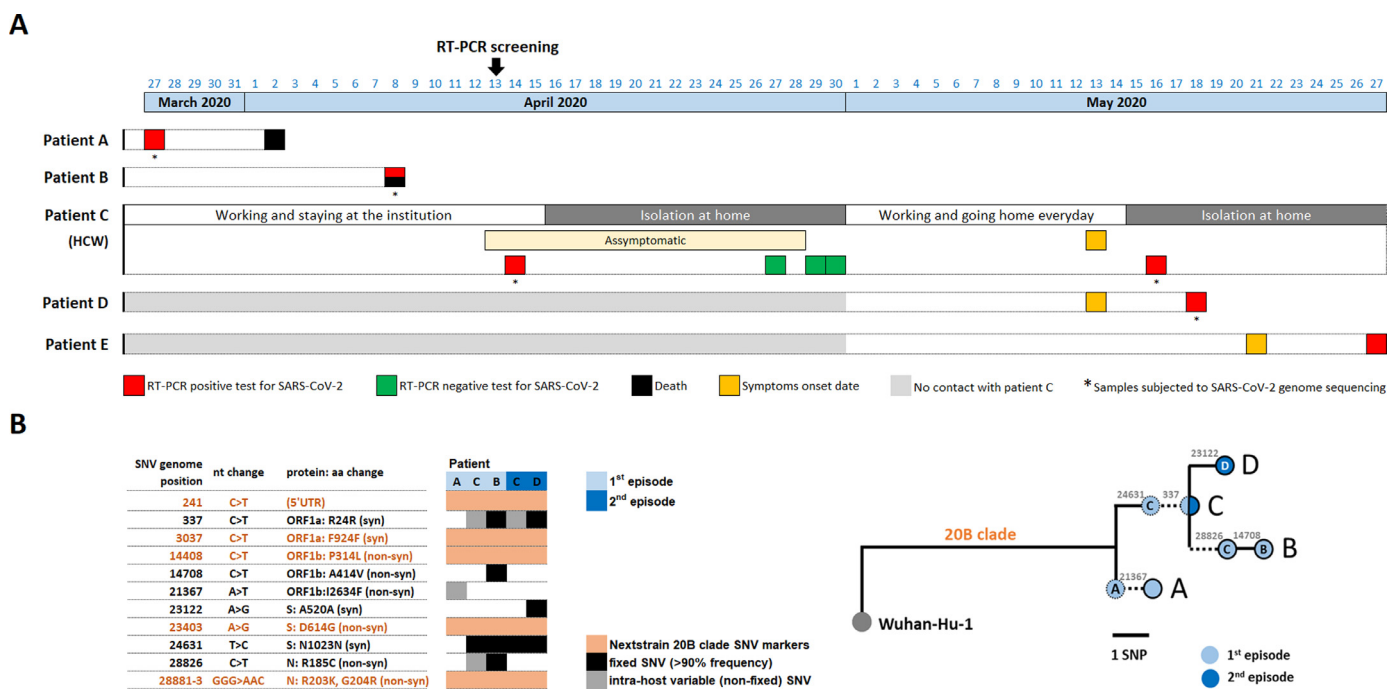 A
RT-PCR screening
27 28 29 30 31 1 2 3 4 5 6 7 8 9 10 11 12 13 14 15 16 17 18 19 20 21 22 23 24 25 26 27 28 29 30 1 2 3 4 5 6 7 8 9 10 11 12 13 14 15 16 17 18 19 20 21 22 23 24 25 26 27
March 2020 April 2020 May 2020
Patient A
*
Patient B
*
Patient C Working and staying at the institution Isolation at home Working and going home everyday Isolation at home
(HCW) Assymptomatic
* *
Patient D
*
Patient E
RT-PCR positive test for SARS-CoV-2 RT-PCR negative test for SARS-CoV-2 Death Symptoms onset date No contact with patient C * Samples subjected to SARS-CoV-2 genome sequencing
B
SNV genome position nt change protein: aa change Patient
A C B C D
241 C>T (5'UTR)
337 C>T ORF1a: R24R (syn)
3037 C>T ORF1a: F924F (syn)
14408 C>T ORF1b: P314L (non-syn)
14708 C>T ORF1b: A414V (non-syn)
21367 A>T ORF1b:I2634F (non-syn)
23122 A>G S: A520A (syn)
23403 A>G S: D614G (non-syn)
24631 T>C S: N1023N (syn)
28826 C>T N: R185C (non-syn)
28881-3 GGG>AAC N: R203K, G204R (non-syn)
1st episode
2nd episode
Nextstrain 20B clade SNV markers
fixed SNV (>90% frequency)
intra-host variable (non-fixed) SNV
23122
D D
24631 337
C C
20B clade
28826 14708
C B B
21367
A A
Wuhan-Hu-1
1 SNP
1st episode
2nd episode